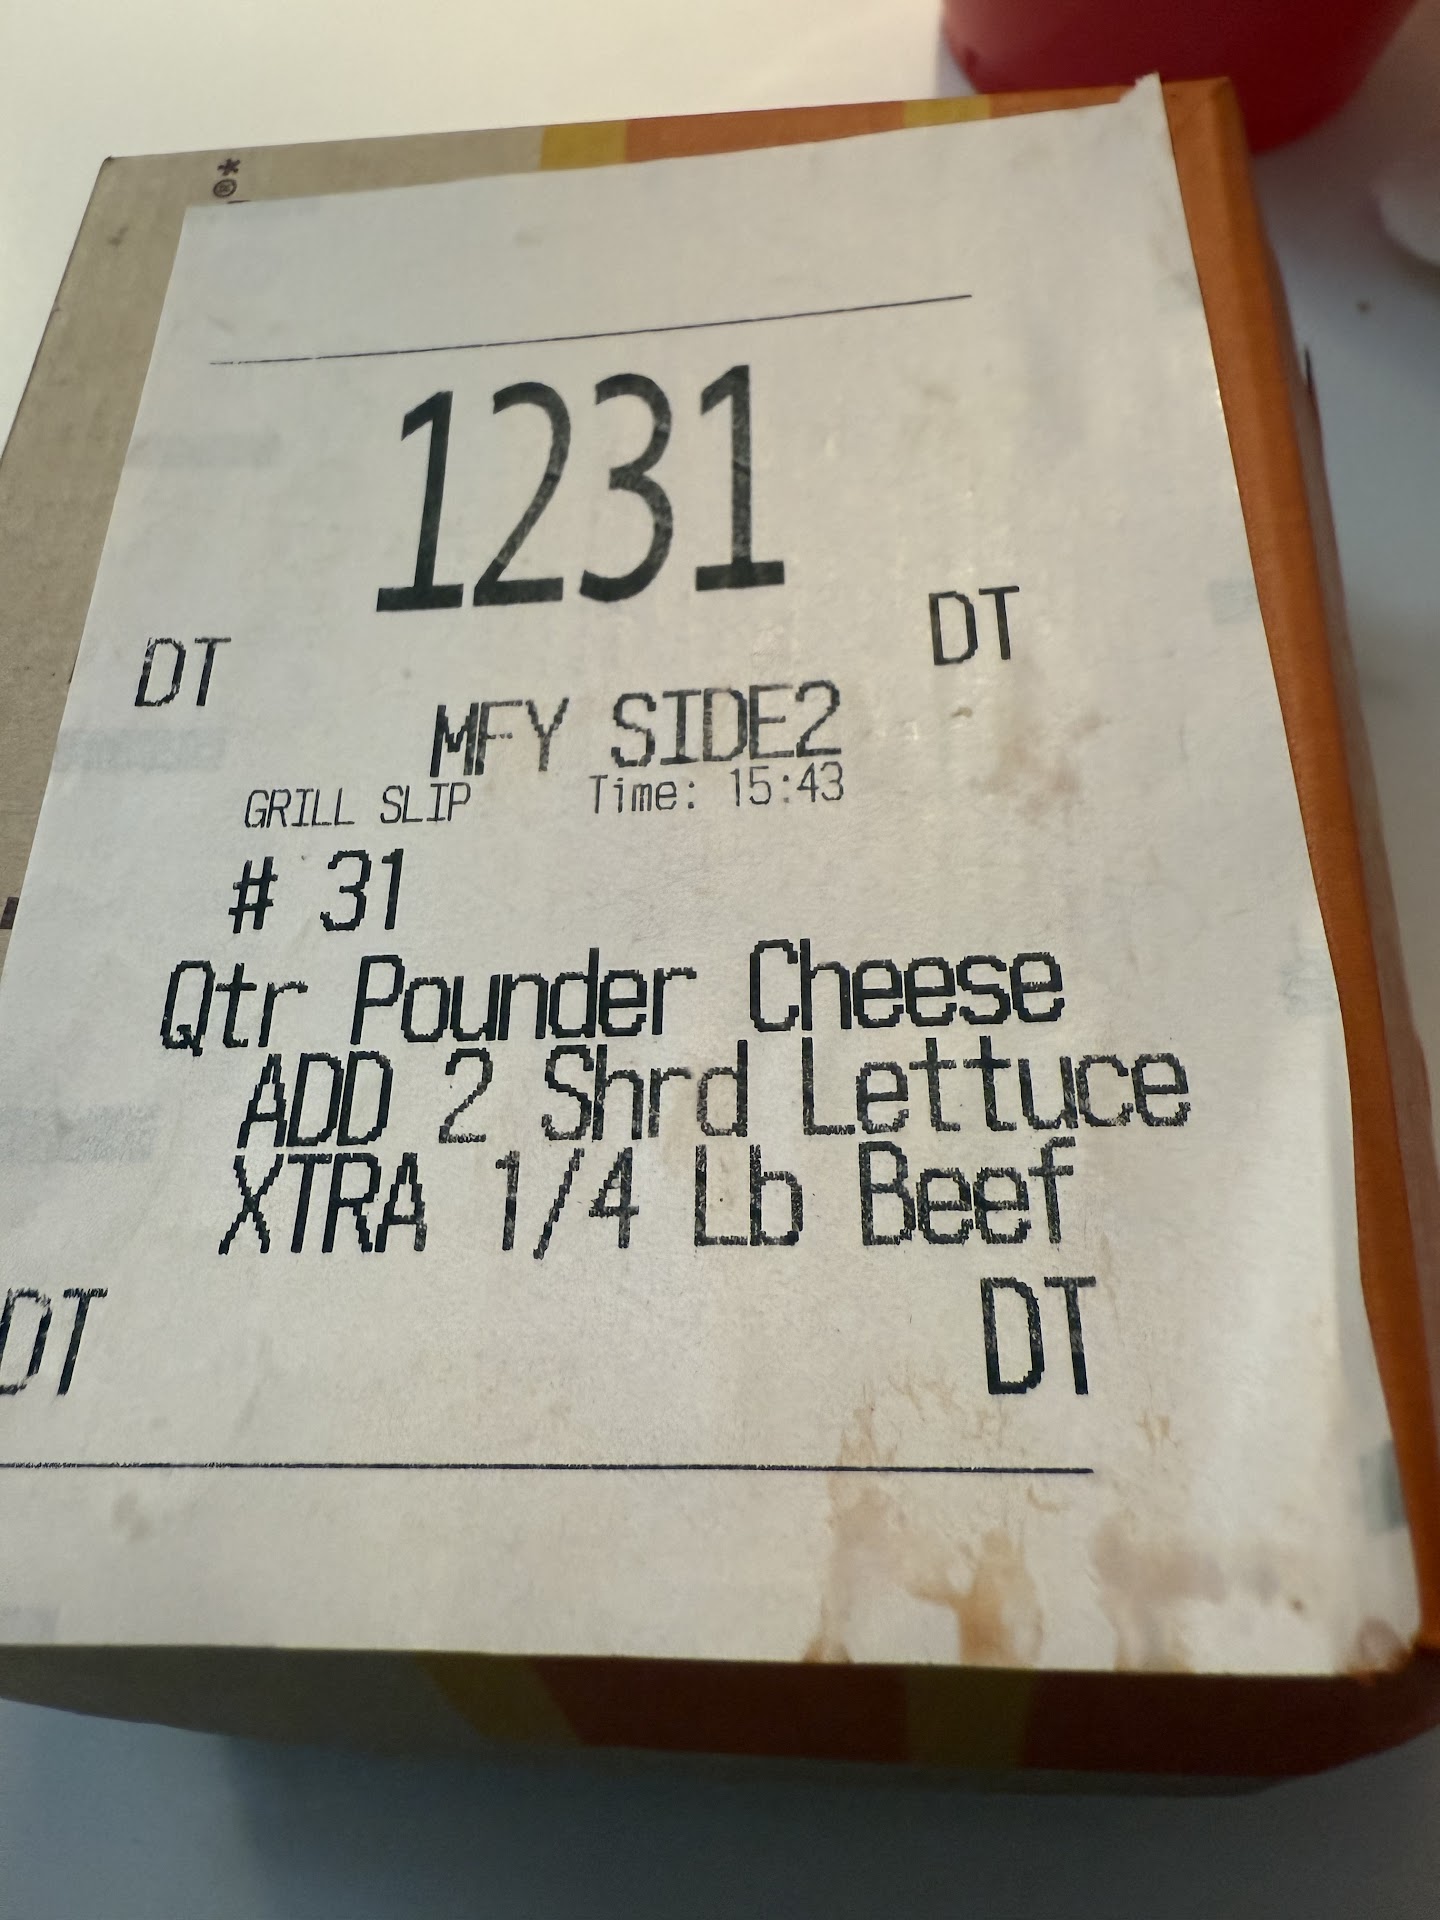 ®*
1231
DT DT
MFY SIDE2
GRILL SLIP Time: 15:43
# 31
Qtr Pounder Cheese
ADD 2 Shrd Lettuce
XTRA 1/4 Lb Beef
DT DT